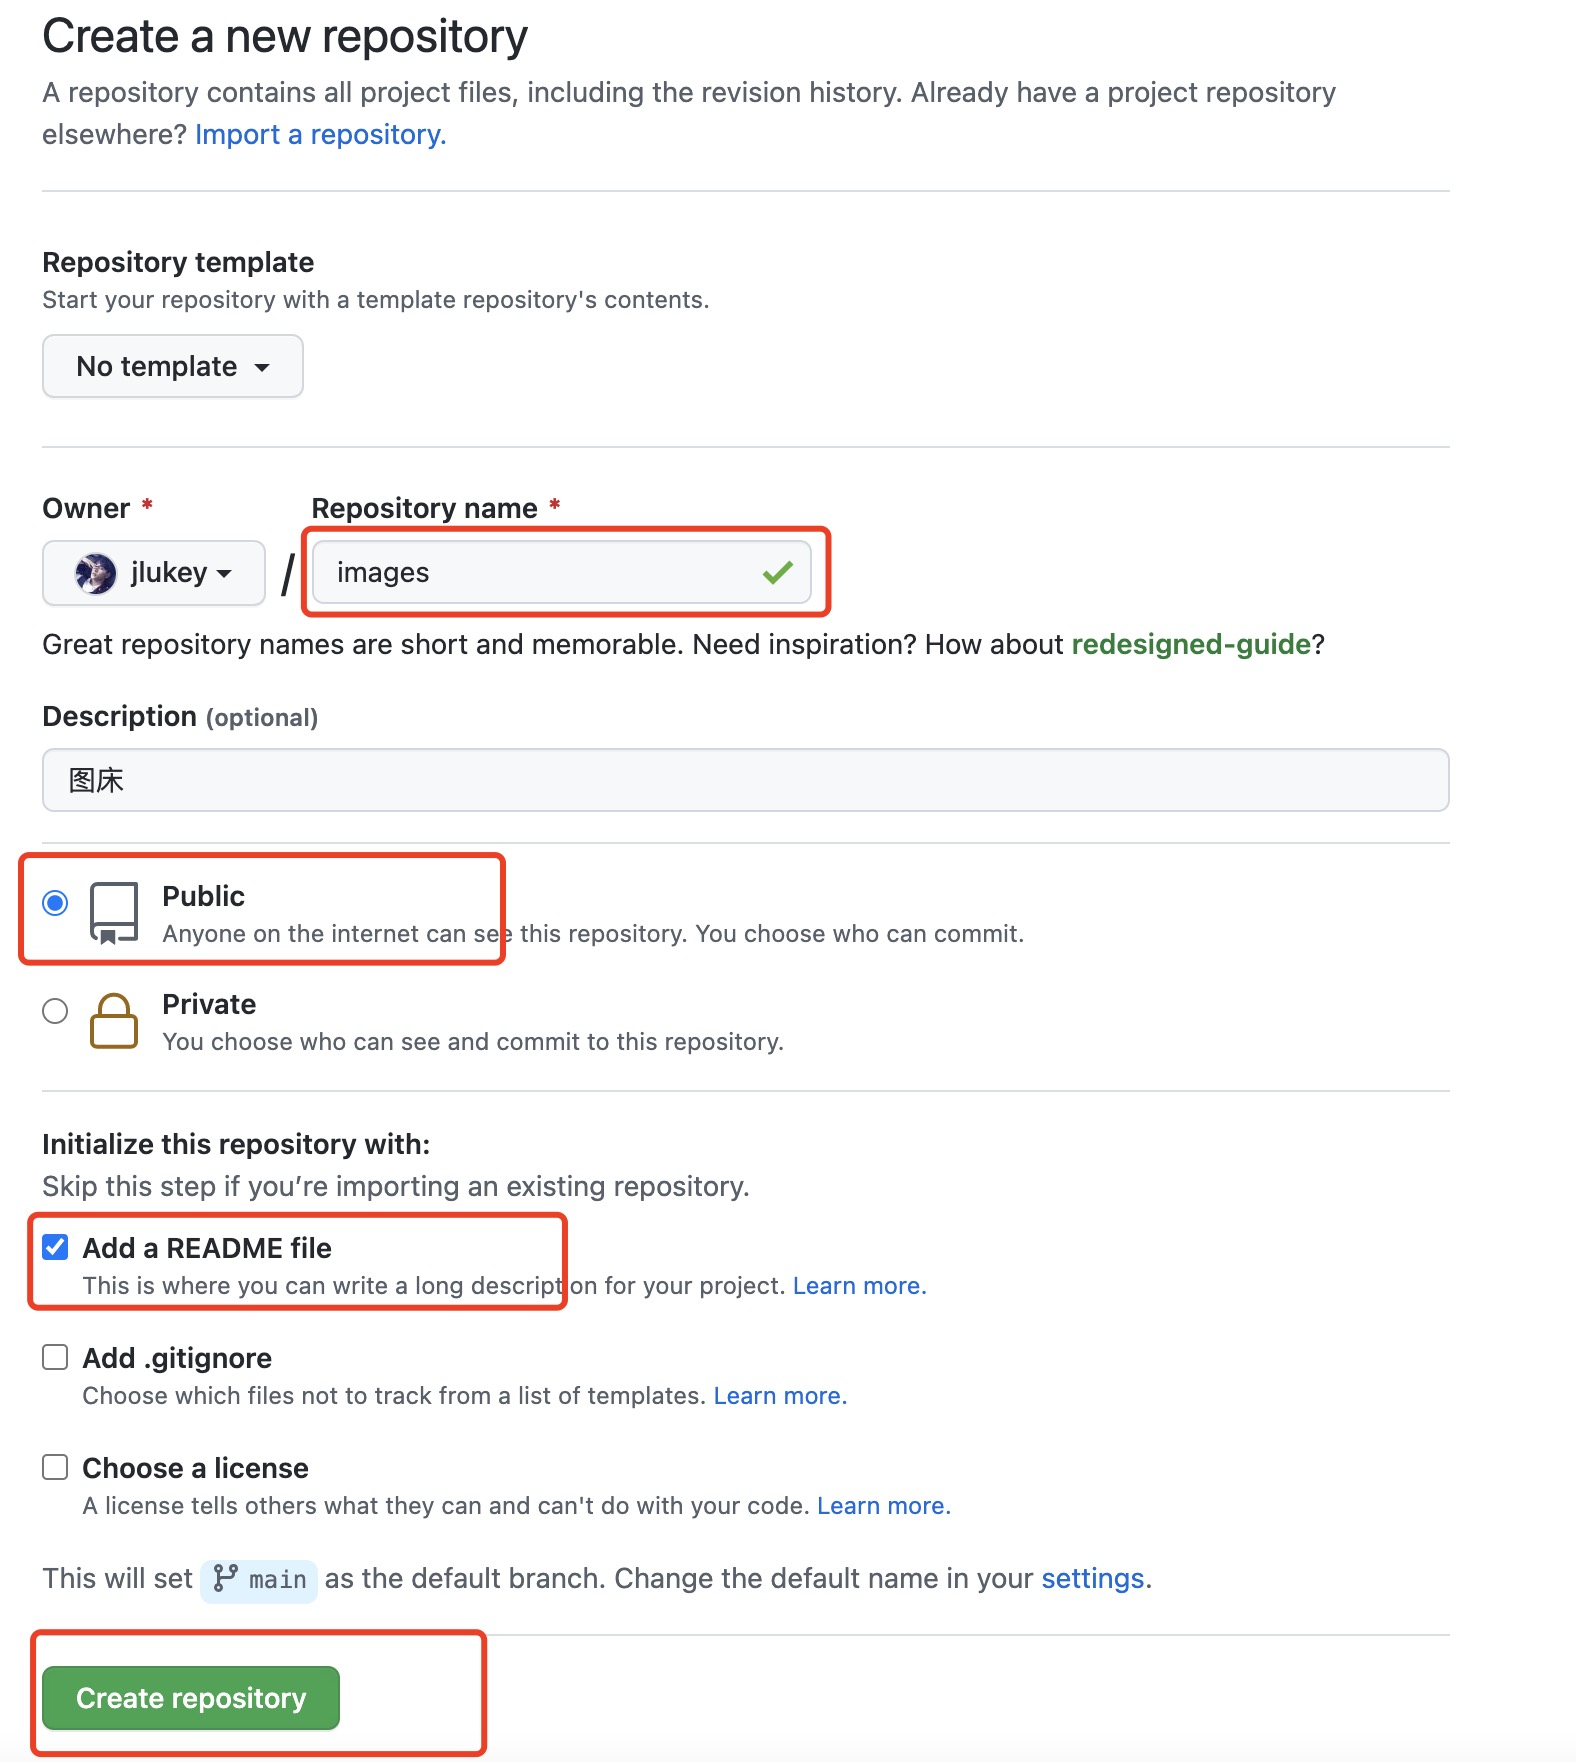 Create a new repository
A repository contains all project files, including the revision history. Already have a project repository
elsewhere? Import a repository.
Repository template
Start your repository with a template repository's contents.
No template
Owner * Repository name *
jlukey / images
Great repository names are short and memorable. Need inspiration? How about redesigned-guide?
Description (optional)
图床
Public
Anyone on the internet can see this repository. You choose who can commit.
Private
You choose who can see and commit to this repository.
Initialize this repository with:
Skip this step if you’re importing an existing repository.
Add a README file
This is where you can write a long description for your project. Learn more.
Add .gitignore
Choose which files not to track from a list of templates. Learn more.
Choose a license
A license tells others what they can and can't do with your code. Learn more.
This will set main as the default branch. Change the default name in your settings.
Create repository